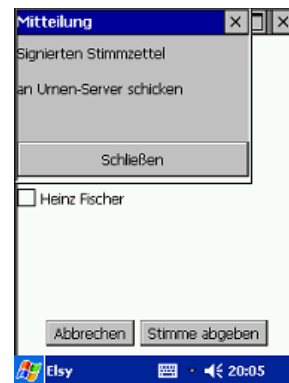 Mitteilung
Signierten Stimmzettel
an Urnen-Server schicken
Schließen
Heinz Fischer
Abbrechen
Stimme abgeben
Elsy
20:05